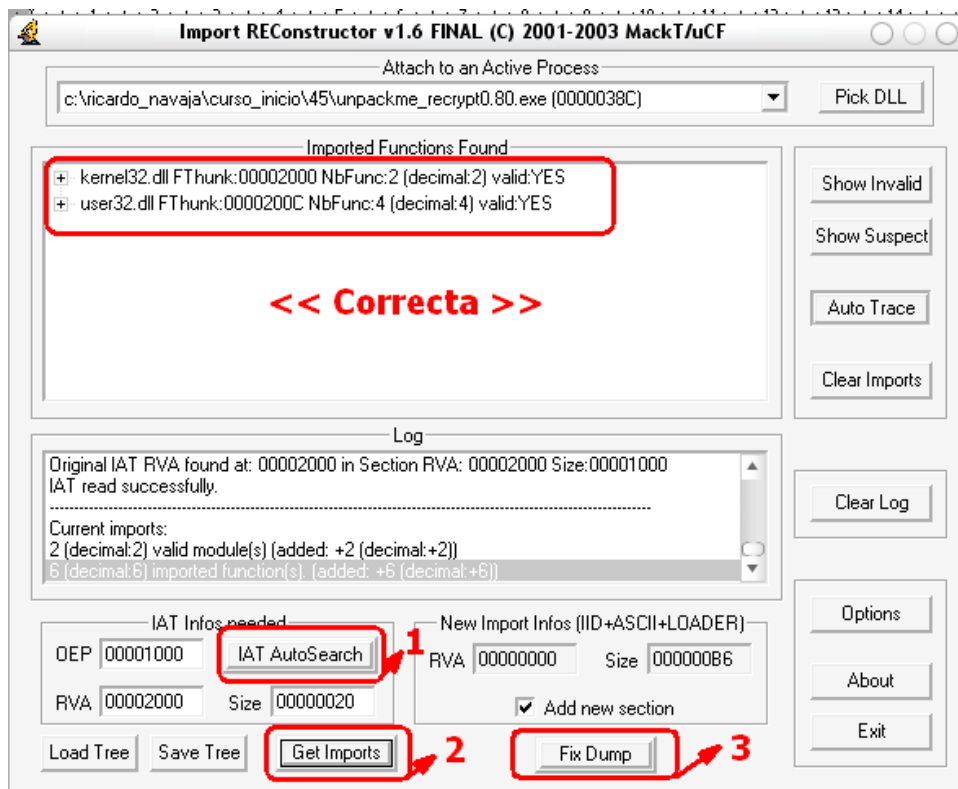 Import REConstructor v1.6 FINAL (C) 2001-2003 MackT/uCF
Attach to an Active Process
c:\ricardo_navaja\curso_inicio\45\unpackme_recrypt0.80.exe (0000038C)
Pick DLL
Imported Functions Found
kernel32.dll FThunk:00002000 NbFunc:2 (decimal:2) valid:YES
user32.dll FThunk:0000200C NbFunc:4 (decimal:4) valid:YES
<< Correcta >>
Show Invalid
Show Suspect
Auto Trace
Clear Imports
Log
Original IAT RVA found at: 00002000 in Section RVA: 00002000 Size:00001000
IAT read successfully.
Current imports:
2 (decimal:2) valid module(s) (added: +2 (decimal:+2))
6 (decimal:6) imported function(s). (added: +6 (decimal:+6))
Clear Log
IAT Infos needed
OEP 00001000 IAT AutoSearch 1
RVA 00002000 Size 00000020
New Import Infos (IID+ASCII+LOADER)
RVA 00000000 Size 000000B6
Add new section
Options
About
Exit
Load Tree Save Tree Get Imports 2 Fix Dump 3